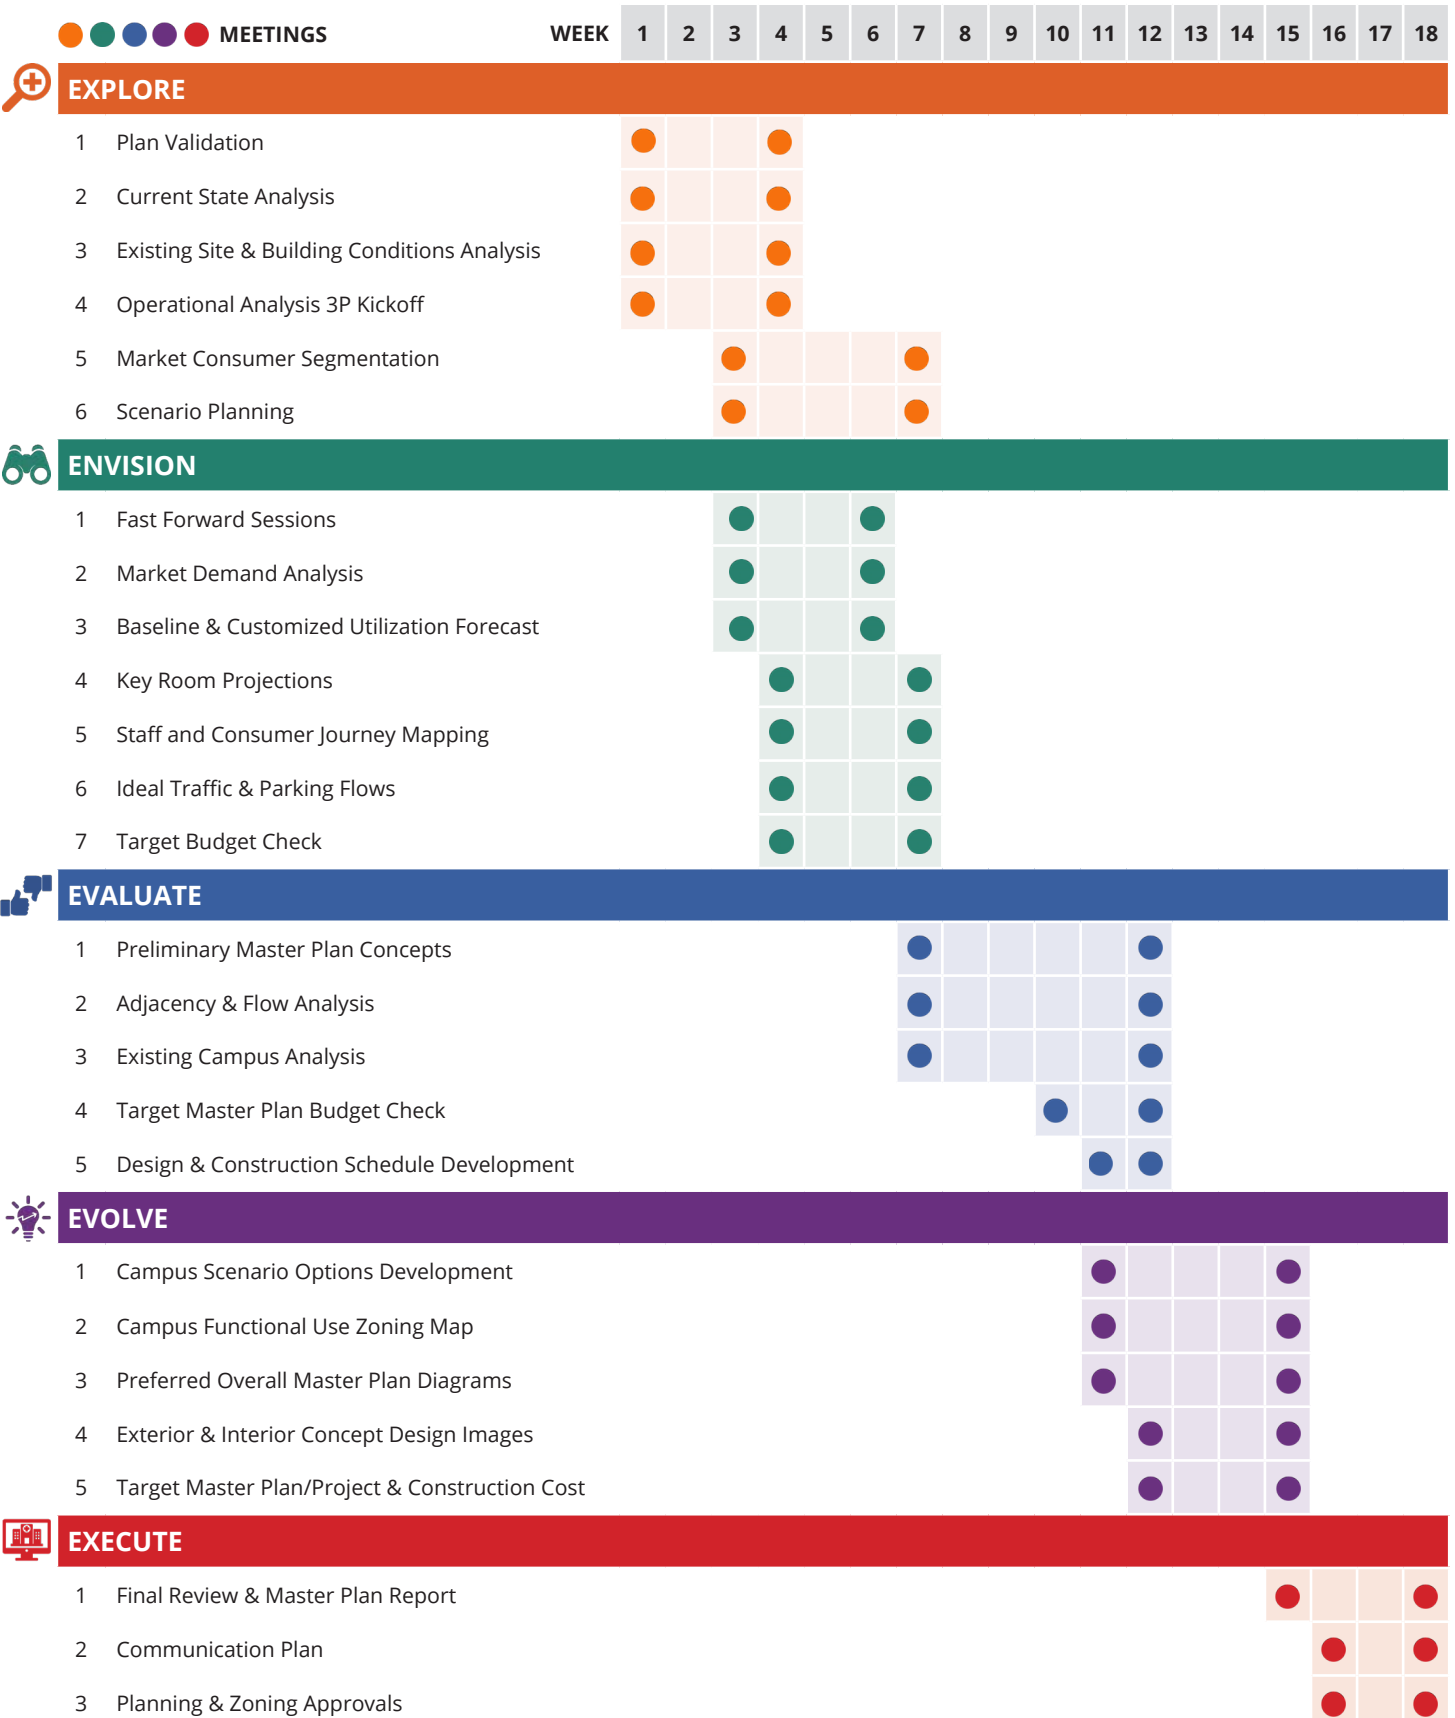 MEETINGS WEEK 1 2 3 4 5 6 7 8 9 10 11 12 13 14 15 16 17 18
EXPLORE
1 Plan Validation
2 Current State Analysis
3 Existing Site & Building Conditions Analysis
4 Operational Analysis 3P Kickoff
5 Market Consumer Segmentation
6 Scenario Planning
ENVISION
1 Fast Forward Sessions
2 Market Demand Analysis
3 Baseline & Customized Utilization Forecast
4 Key Room Projections
5 Staff and Consumer Journey Mapping
6 Ideal Traffic & Parking Flows
7 Target Budget Check
EVALUATE
1 Preliminary Master Plan Concepts
2 Adjacency & Flow Analysis
3 Existing Campus Analysis
4 Target Master Plan Budget Check
5 Design & Construction Schedule Development
EVOLVE
1 Campus Scenario Options Development
2 Campus Functional Use Zoning Map
3 Preferred Overall Master Plan Diagrams
4 Exterior & Interior Concept Design Images
5 Target Master Plan/Project & Construction Cost
EXECUTE
1 Final Review & Master Plan Report
2 Communication Plan
3 Planning & Zoning Approvals